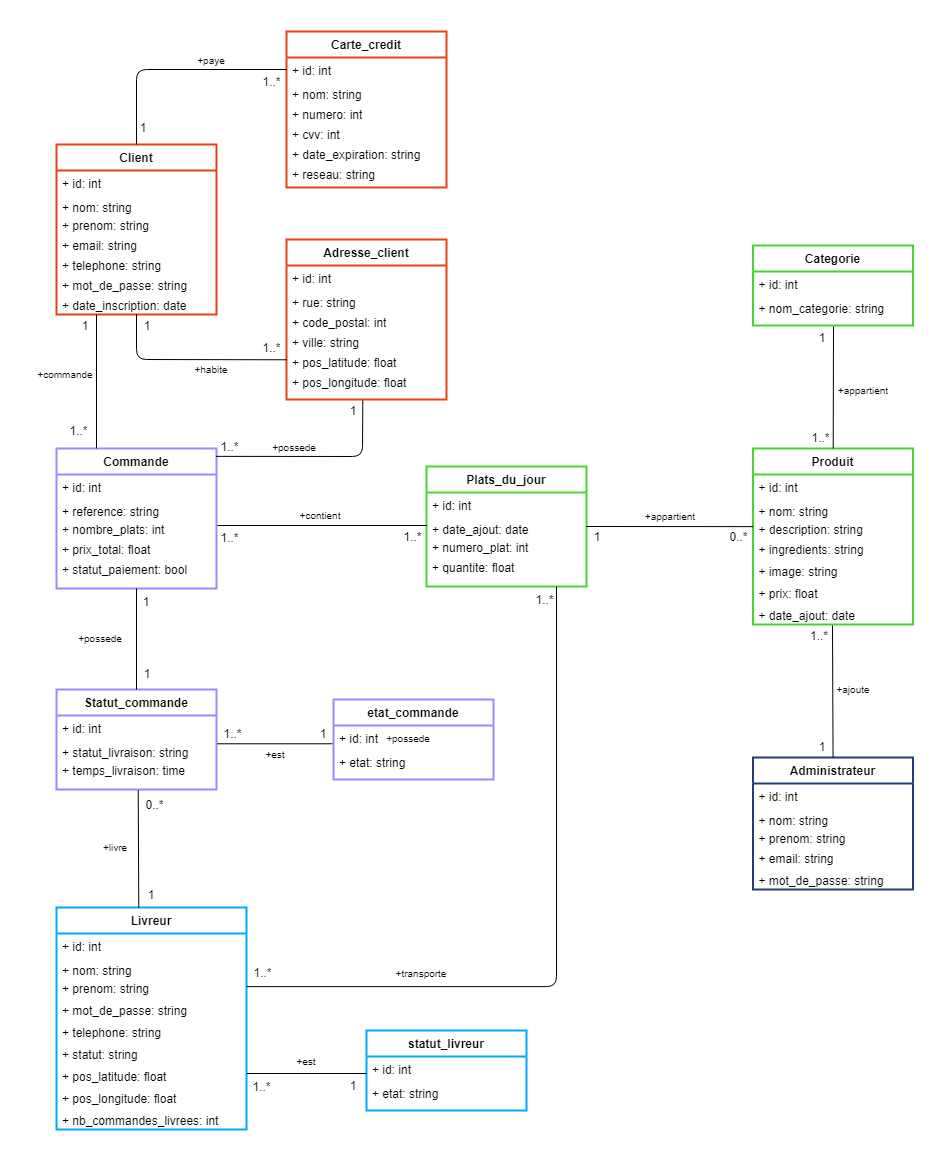 Carte_credit
+ id: int
+ nom: string
+ numero: int
+ cvv: int
+ date_expiration: string
+ reseau: string
+paye
1..*
1
Client
+ id: int
+ nom: string
+ prenom: string
+ email: string
+ telephone: string
+ mot_de_passe: string
+ date_inscription: date
Adresse_client
+ id: int
+ rue: string
+ code_postal: int
+ ville: string
+ pos_latitude: float
+ pos_longitude: float
Categorie
+ id: int
+ nom_categorie: string
1
1
1..*
+habite
+commande
1..*
1
+appartient
1..*
1
1..*
+possede
Commande
+ id: int
+ reference: string
+ nombre_plats: int
+ prix_total: float
+ statut_paiement: bool
+contient
1..*
1..*
Plats_du_jour
+ id: int
+ date_ajout: date
+ numero_plat: int
+ quantite: float
+appartient
1
0..*
Produit
+ id: int
+ nom: string
+ description: string
+ ingredients: string
+ image: string
+ prix: float
+ date_ajout: date
1
+possede
1
1..*
1..*
+ajoute
1
Statut_commande
+ id: int
+ statut_livraison: string
+ temps_livraison: time
1..*
1
+est
etat_commande
+ id: int
+possede
+ etat: string
Administrateur
+ id: int
+ nom: string
+ prenom: string
+ email: string
+ mot_de_passe: string
0..*
+livre
1
Livreur
+ id: int
+ nom: string
+ prenom: string
+ mot_de_passe: string
+ telephone: string
+ statut: string
+ pos_latitude: float
+ pos_longitude: float
+ nb_commandes_livrees: int
1..*
+transporte
+est
1..*
1
statut_livreur
+ id: int
+ etat: string